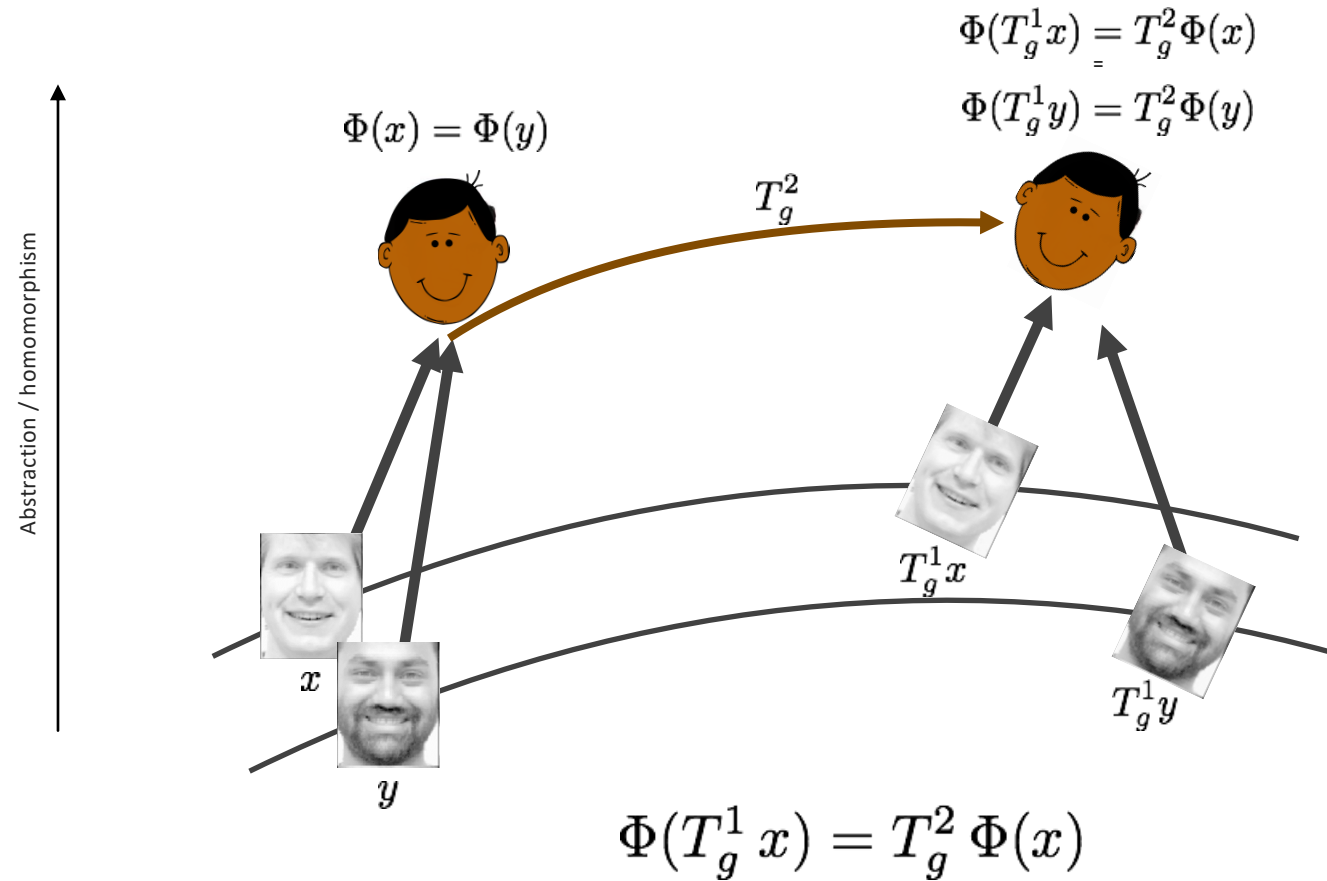 Φ(T_g^1 x) = T_g^2 Φ(x)
=
Φ(T_g^1 y) = T_g^2 Φ(y)
Φ(x) = Φ(y)
T_g^2
Abstraction / homomorphism
T_g^1 x
x
T_g^1 y
y
Φ(T_g^1 x) = T_g^2 Φ(x)